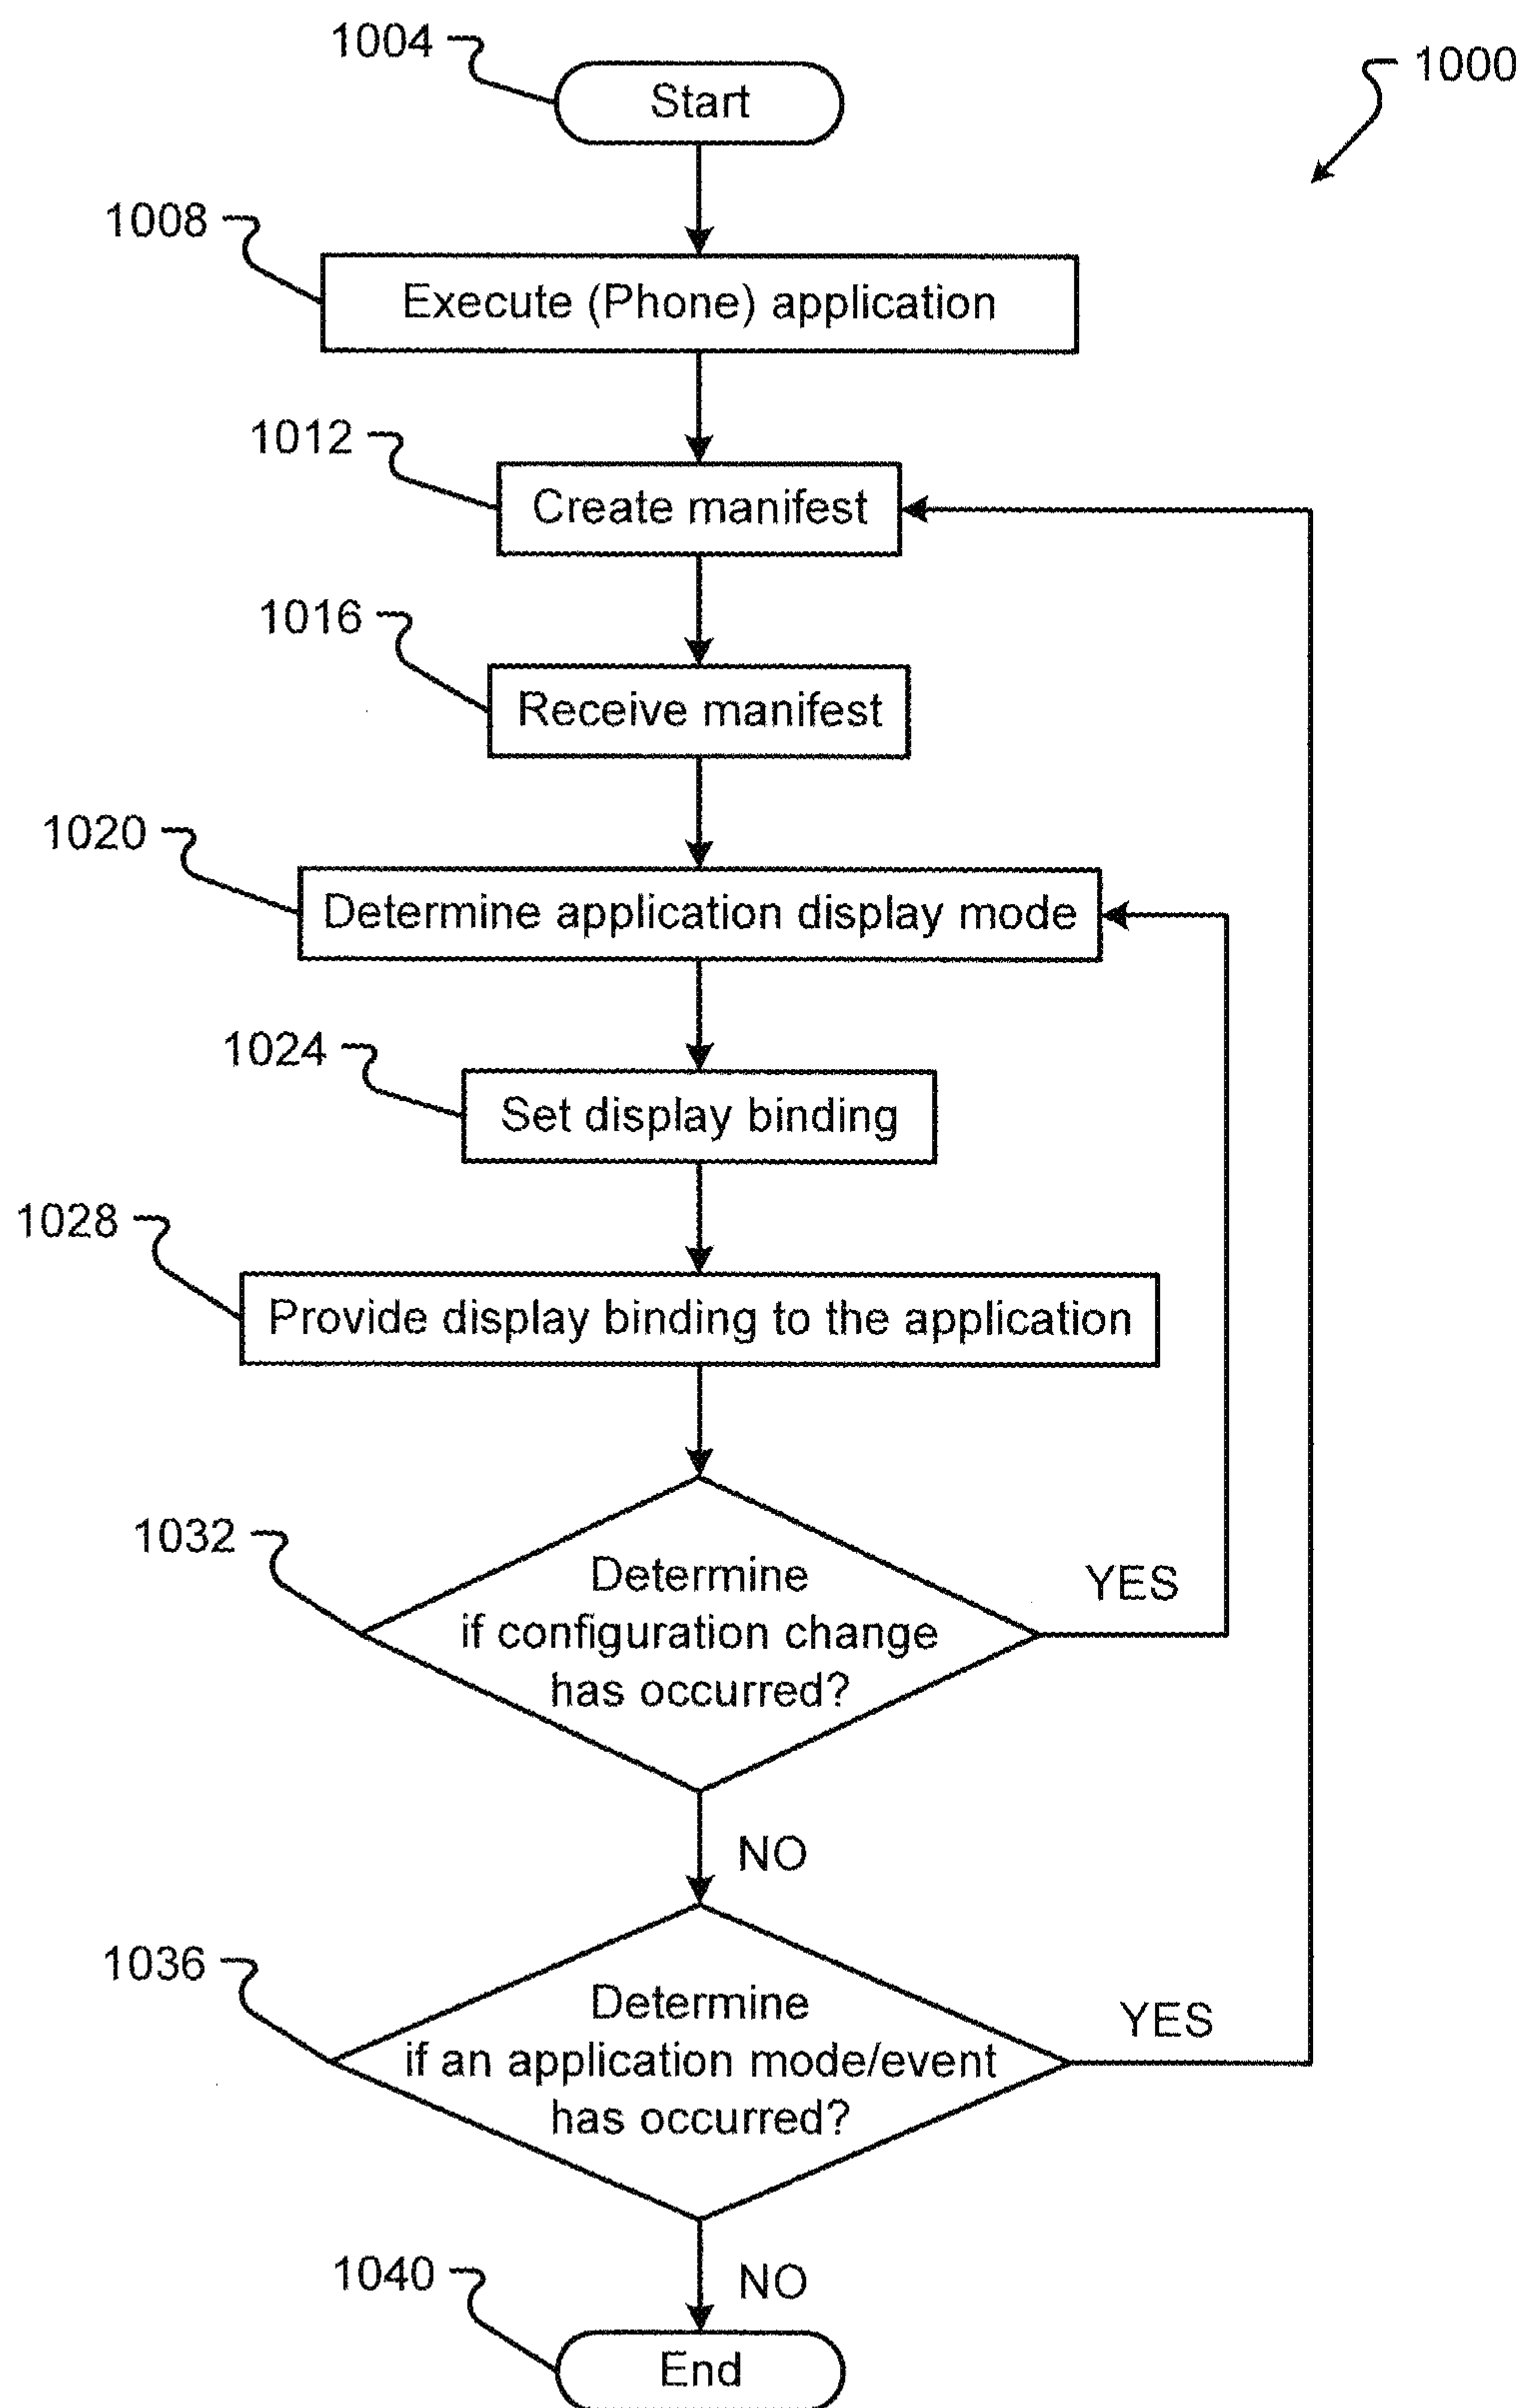 1004
Start
1000
1008
Execute (Phone) application
1012
Create manifest
1016
Receive manifest
1020
Determine application display mode
1024
Set display binding
1028
Provide display binding to the application
1032
Determine
if configuration change
has occurred?
YES
NO
1036
Determine
if an application mode/event
has occurred?
YES
NO
1040
End